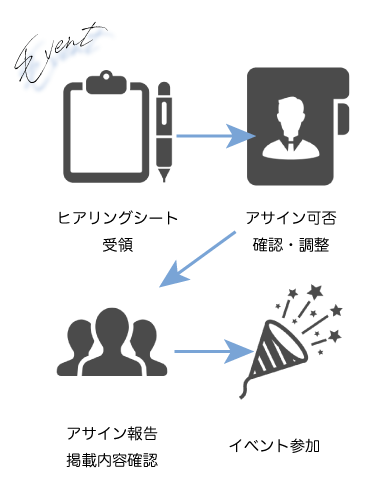 Event
ヒアリングシート
受領
アサイン可否
確認・調整
アサイン報告
掲載内容確認
イベント参加